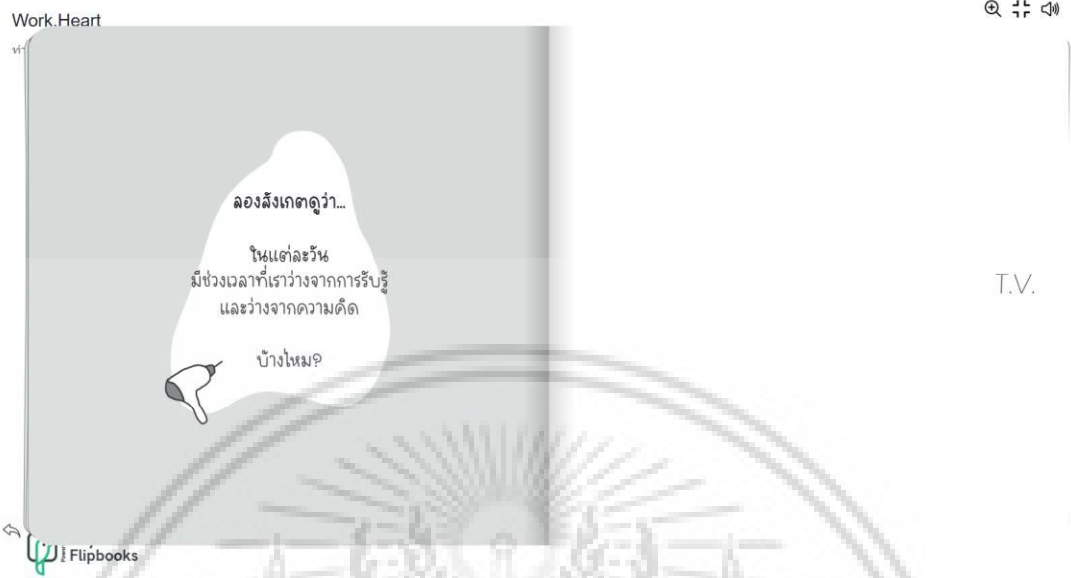 Work.Heart
ลองสังเกตดูว่า...
ในแต่ละวัน
มีช่วงเวลาที่เราว่างจากการรับรู้
และว่างจากความคิด
บ้างไหม?
T.V.
Flipbooks